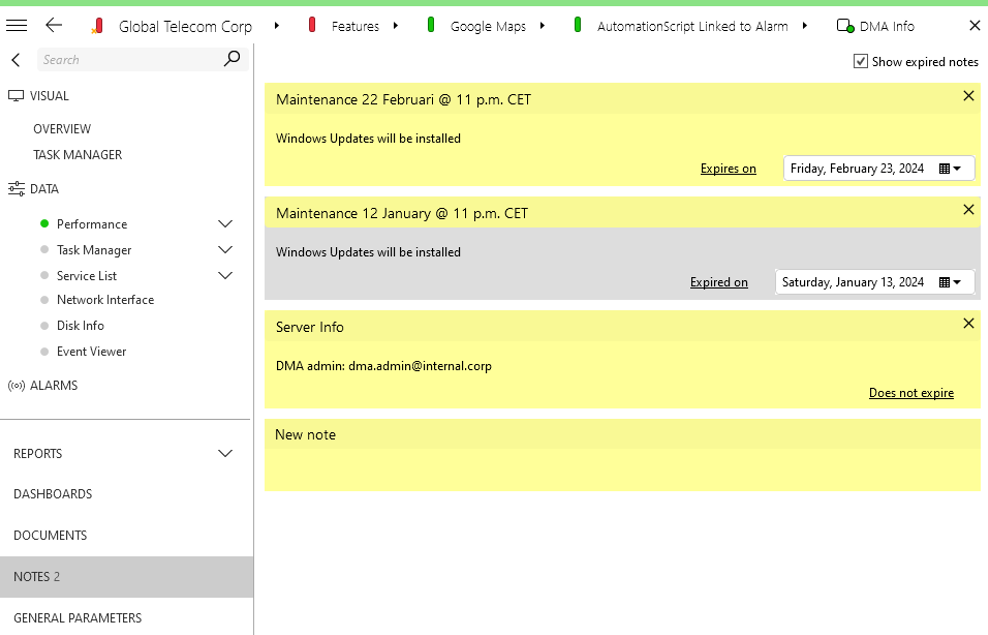 Global Telecom Corp
Features
Google Maps
AutomationScript Linked to Alarm
DMA Info
Search
Show expired notes
VISUAL
OVERVIEW
TASK MANAGER
DATA
Performance
Task Manager
Service List
Network Interface
Disk Info
Event Viewer
ALARMS
REPORTS
DASHBOARDS
DOCUMENTS
NOTES 2
GENERAL PARAMETERS
Maintenance 22 Februari @ 11 p.m. CET
Windows Updates will be installed
Expires on Friday, February 23, 2024
Maintenance 12 January @ 11 p.m. CET
Windows Updates will be installed
Expired on Saturday, January 13, 2024
Server Info
DMA admin: dma.admin@internal.corp
Does not expire
New note